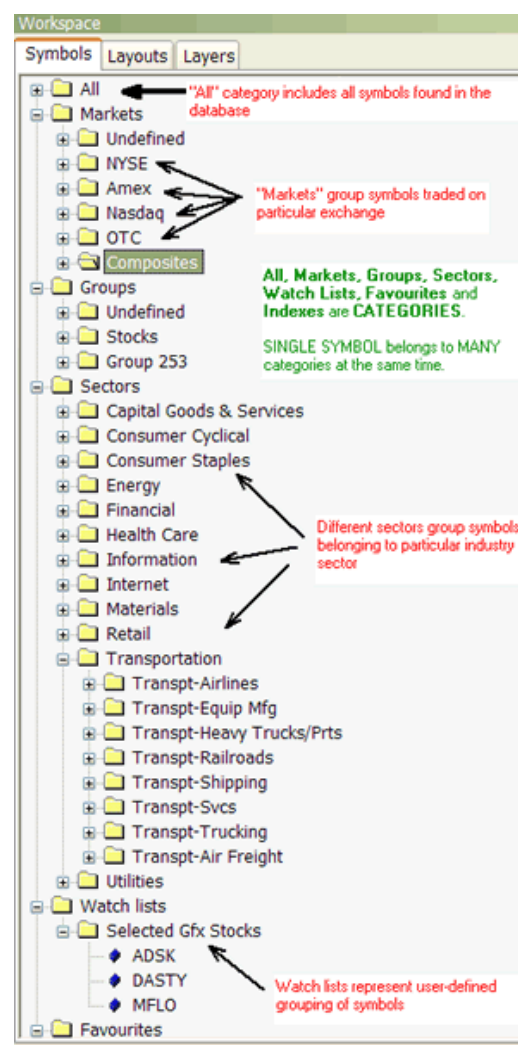 Workspace
Symbols Layouts Layers
All
"All" category includes all symbols found in the
database
Markets
Undefined
NYSE
Amex
Nasdaq
OTC
Composites
"Markets" group symbols traded on
particular exchange
All, Markets, Groups, Sectors,
Watch Lists, Favourites and
Indexes are CATEGORIES.
SINGLE SYMBOL belongs to MANY
categories at the same time.
Groups
Undefined
Stocks
Group 253
Sectors
Capital Goods & Services
Consumer Cyclical
Consumer Staples
Energy
Financial
Health Care
Information
Internet
Materials
Retail
Different sectors group symbols
belonging to particular industry
sector
Transportation
Transpt-Airlines
Transpt-Equip Mfg
Transpt-Heavy Trucks/Prts
Transpt-Railroads
Transpt-Shipping
Transpt-Svcs
Transpt-Trucking
Transpt-Air Freight
Utilities
Watch lists
Selected Gfx Stocks
ADSK
DASTY
MFLO
Watch lists represent user-defined
grouping of symbols
Favourites